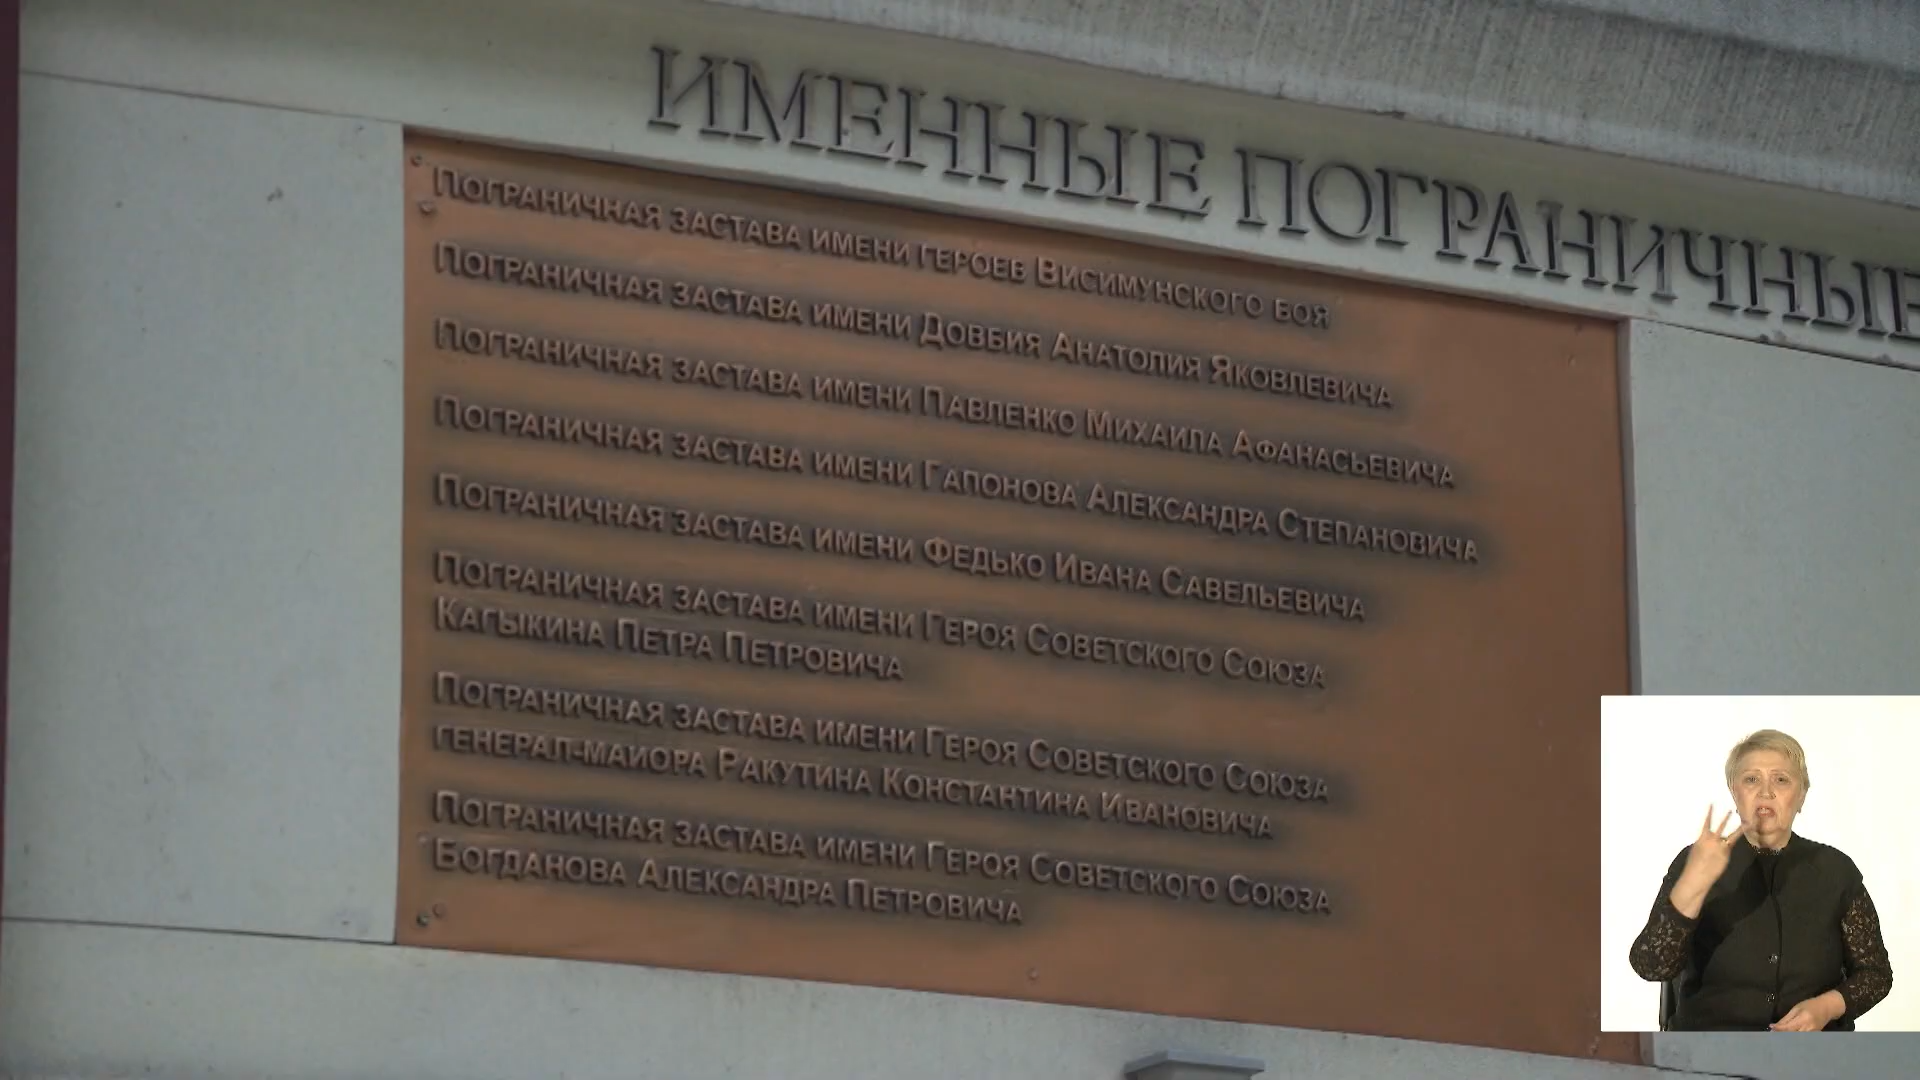 ИМЕННЫЕ ПОГРАНИЧНЫЕ
Пограничная застава имени героев Висимунского боя
Пограничная застава имени Довбия Анатолия Яковлевича
Пограничная застава имени Павленко Михаила Афанасьевича
Пограничная застава имени Гапонова Александра Степановича
Пограничная застава имени Федько Ивана Савельевича
Пограничная застава имени Героя Советского Союза
Кагыкина Петра Петровича
Пограничная застава имени Героя Советского Союза
генерал-майора Ракутина Константина Ивановича
Пограничная застава имени Героя Советского Союза
Богданова Александра Петровича